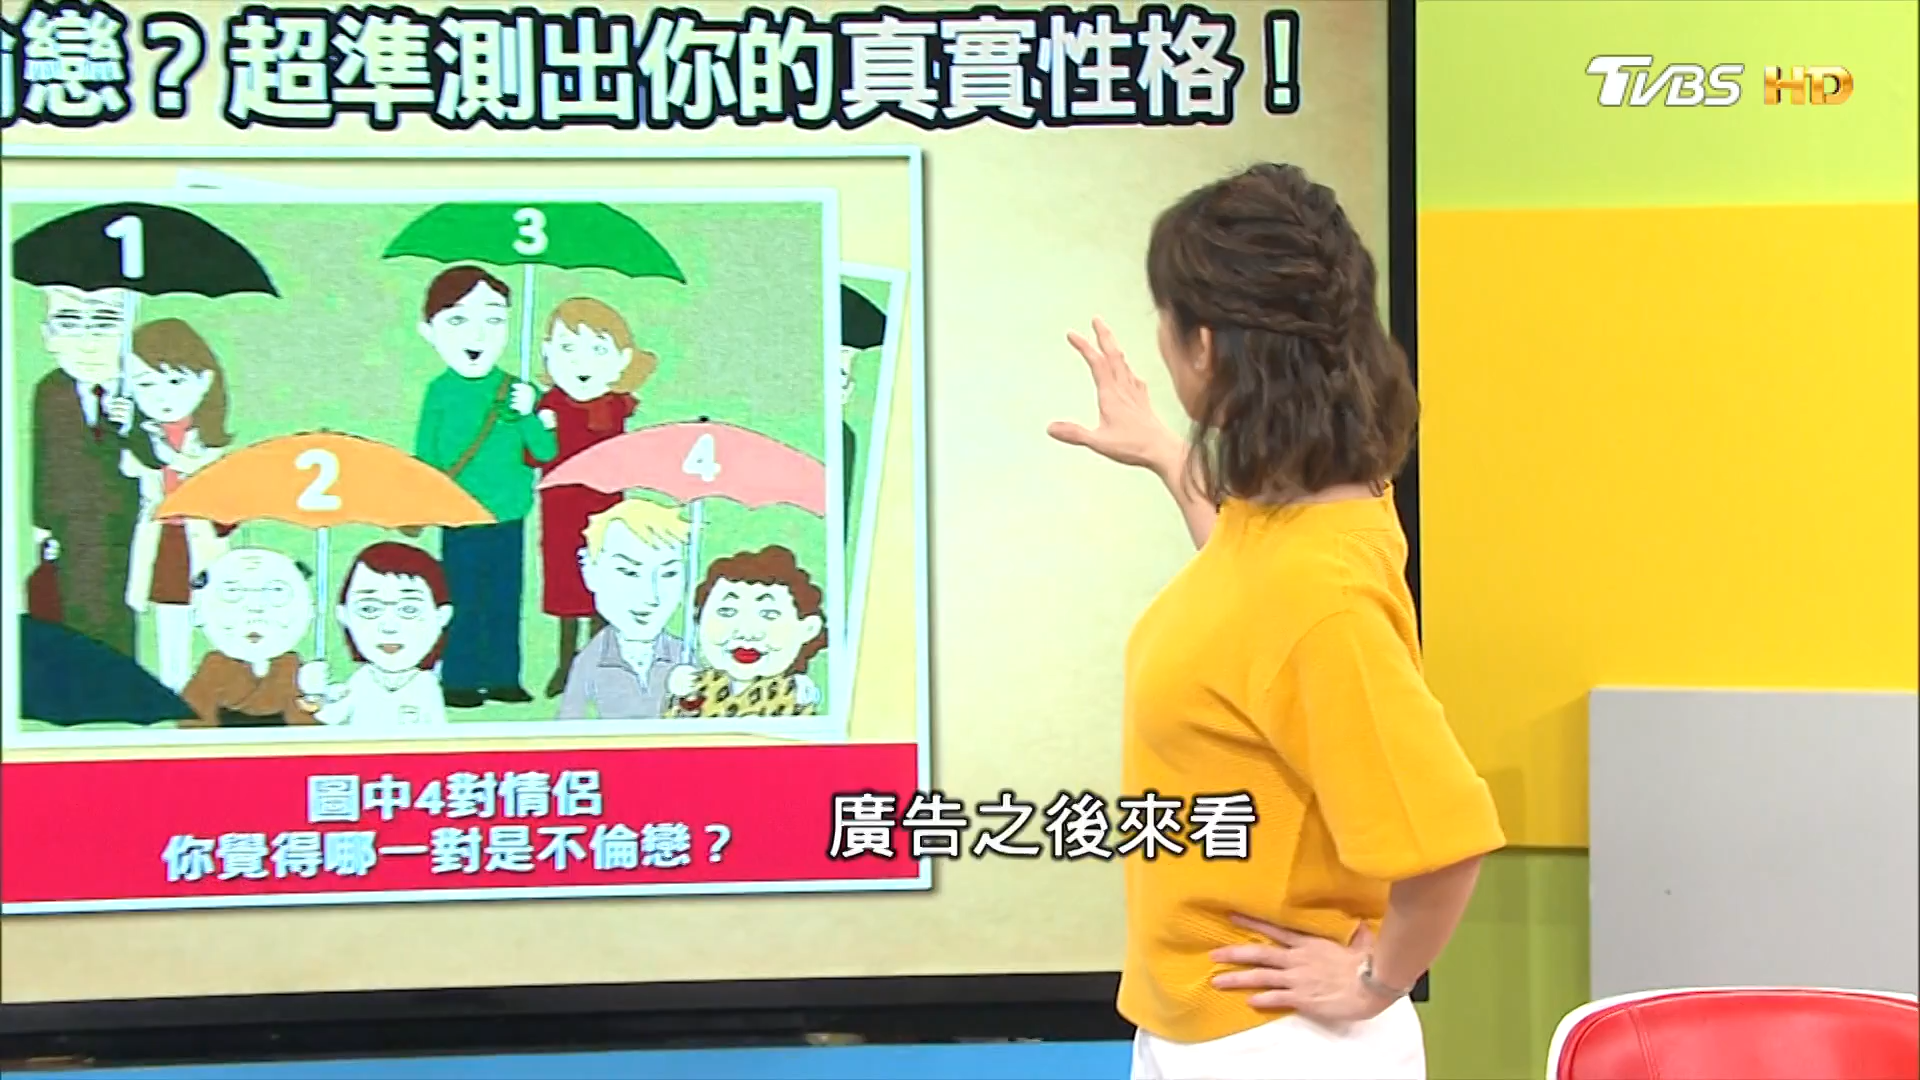 戀？超準測出你的真實性格！
TVBS HD
1
3
2
4
圖中4對情侶
你覺得哪一對是不倫戀？
廣告之後來看